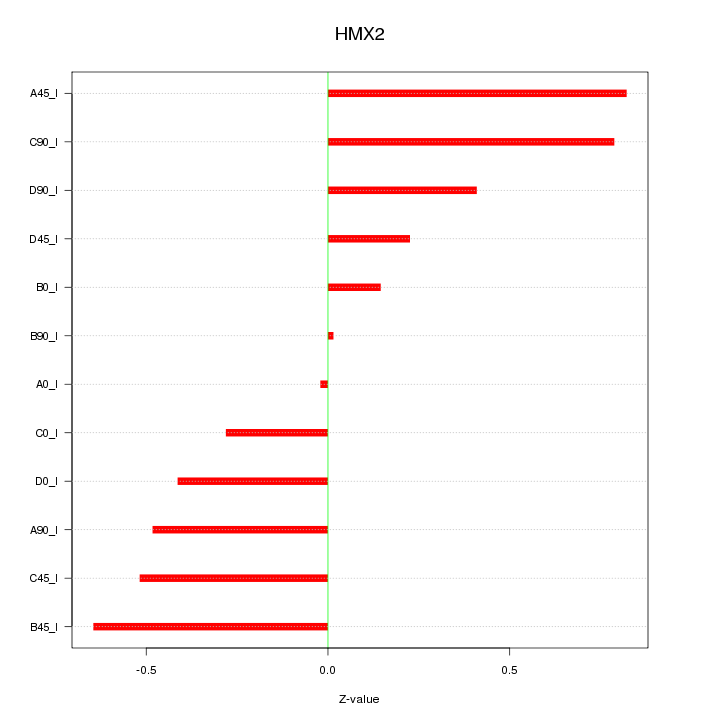 HMX2
A45_I
C90_I
D90_I
D45_I
B0_I
B90_I
A0_I
C0_I
D0_I
A90_I
C45_I
B45_I
-0.5 0.0 0.5
Z-value